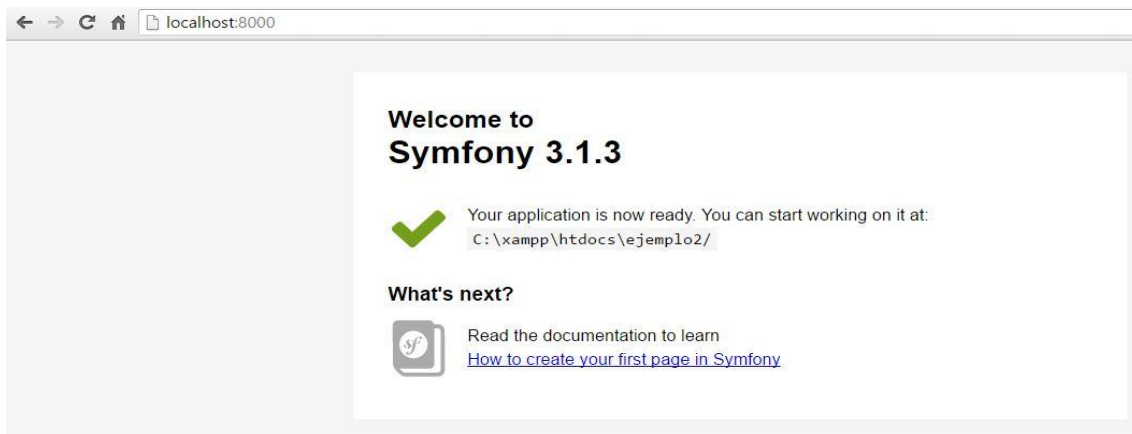 localhost:8000
Welcome to
Symfony 3.1.3
Your application is now ready. You can start working on it at:
C:\xampp\htdocs\ejemplo2/
What's next?
sf
Read the documentation to learn
How to create your first page in Symfony